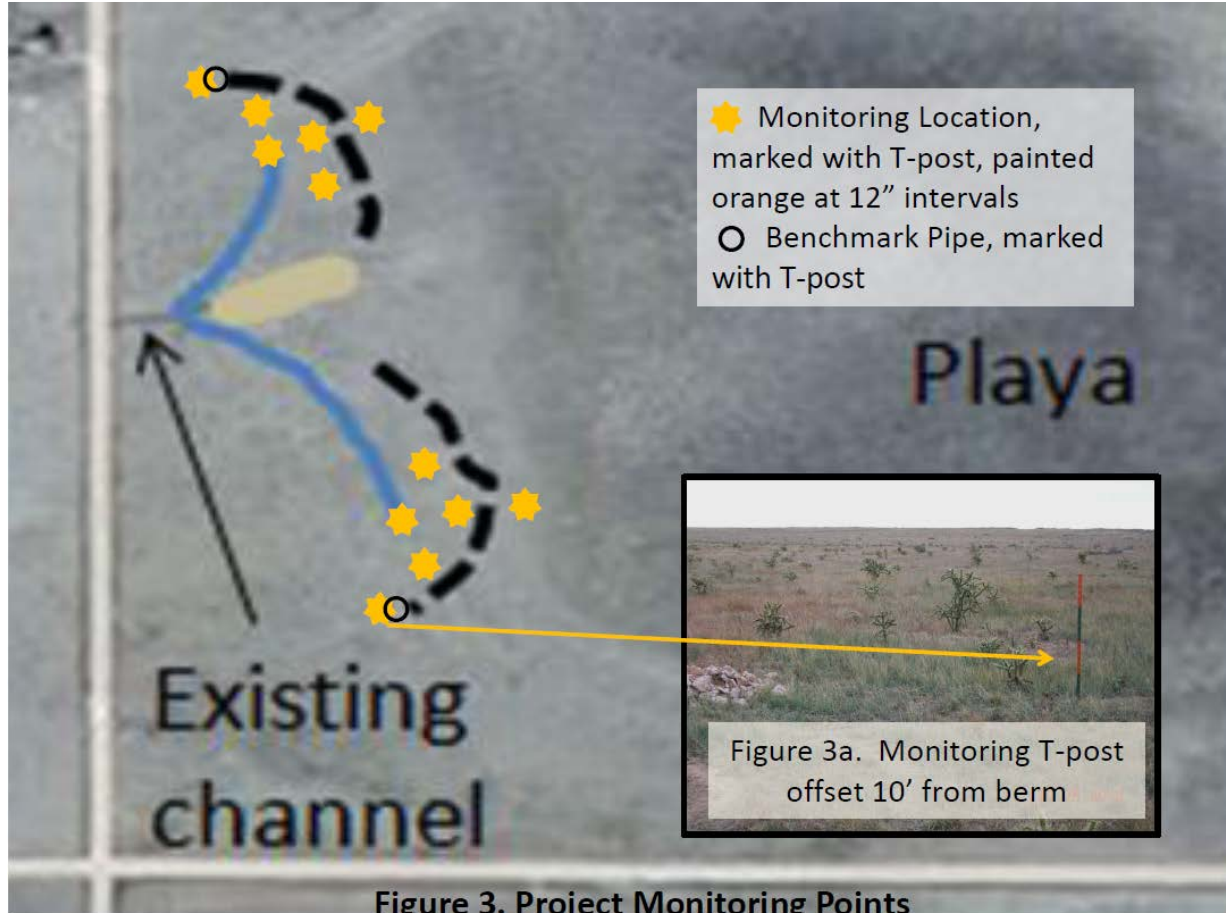 Monitoring Location,
marked with T-post, painted
orange at 12” intervals
Benchmark Pipe, marked
with T-post
Playa
Existing
channel
Figure 3a. Monitoring T-post
offset 10’ from berm
Figure 3. Project Monitoring Points